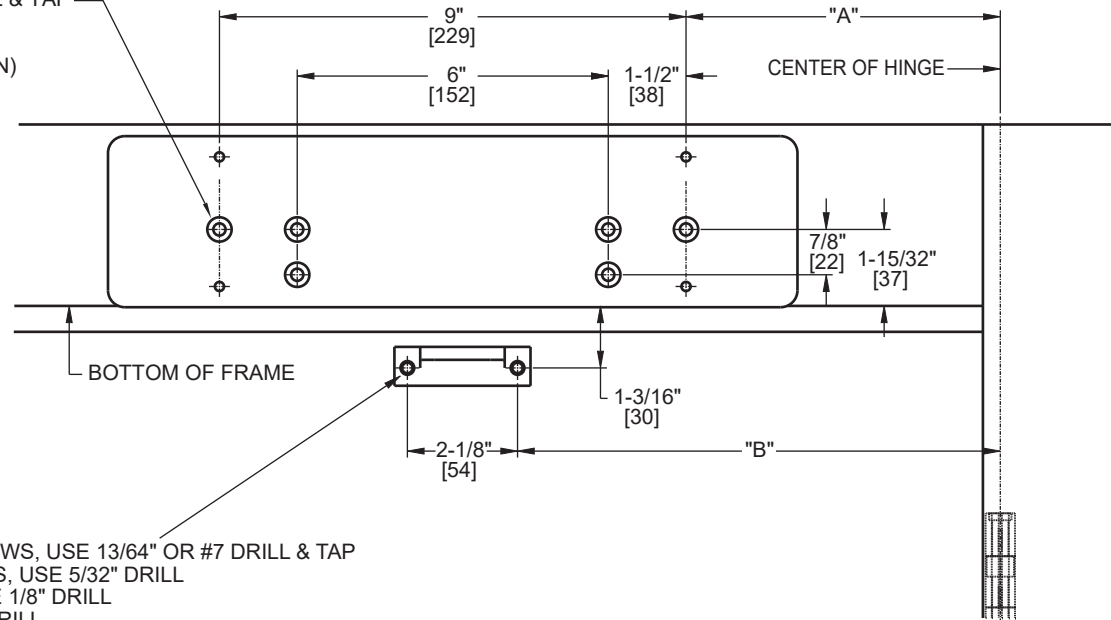 & TAP
9"
[229]
"A"
N)
6"
[152]
1-1/2"
[38]
CENTER OF HINGE
7/8"
[22]
1-15/32"
[37]
BOTTOM OF FRAME
1-3/16"
[30]
2-1/8"
[54]
"B"
WS, USE 13/64" OR #7 DRILL & TAP
S, USE 5/32" DRILL
E 1/8" DRILL
RILL